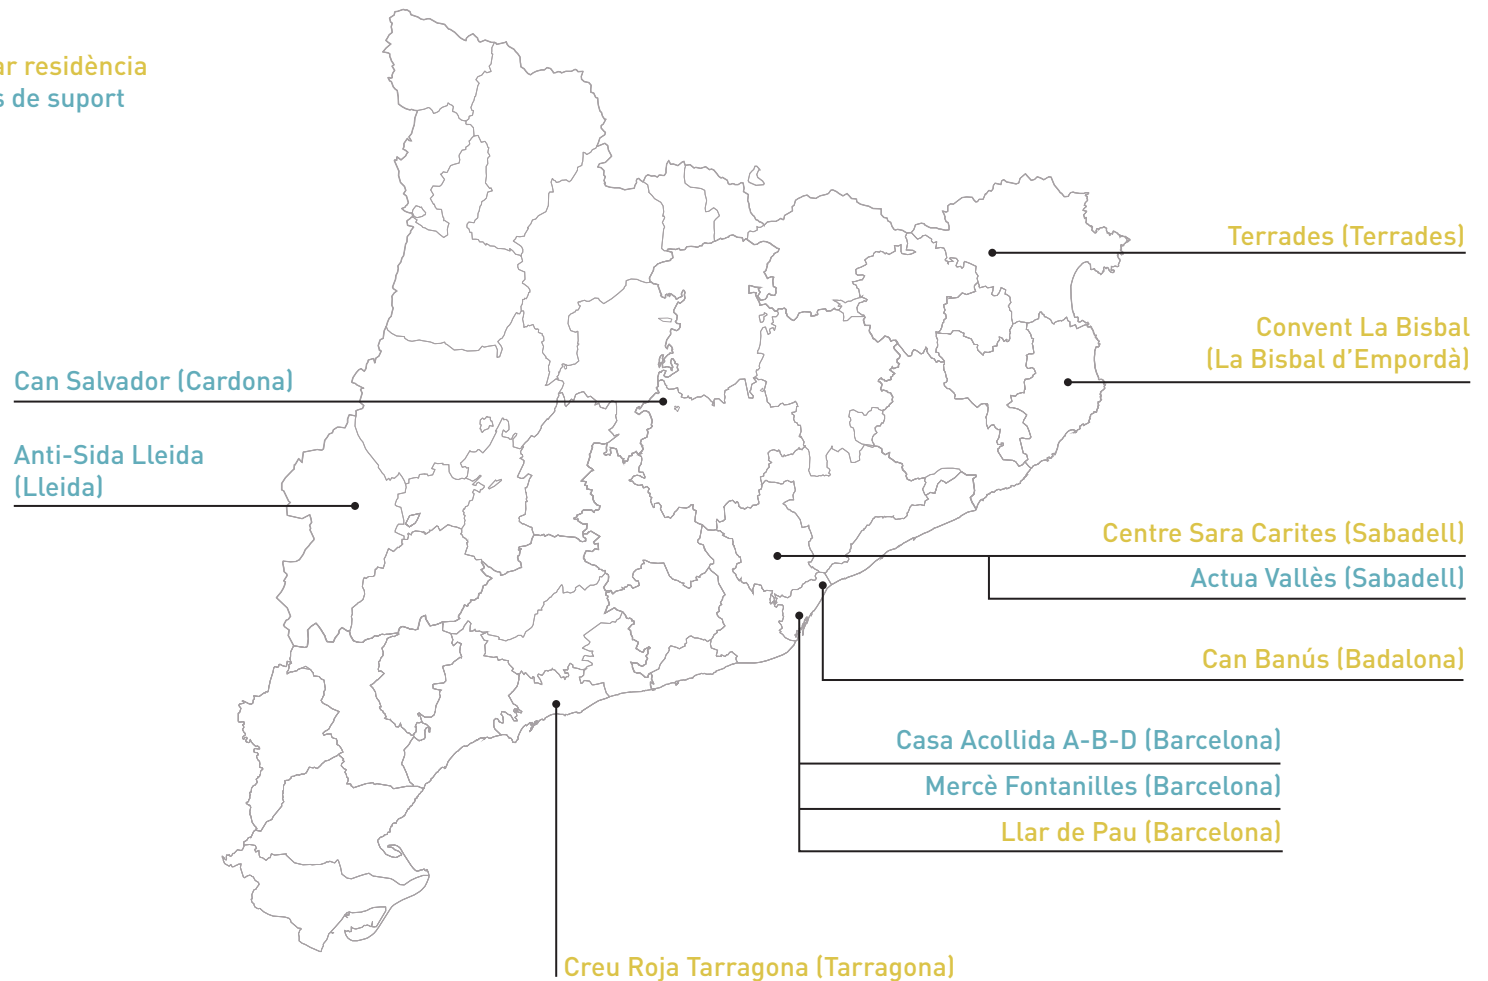 residència
de suport
Terrades (Terrades)
Convent La Bisbal
(La Bisbal d’Empordà)
Can Salvador (Cardona)
Anti-Sida Lleida
(Lleida)
Centre Sara Carites (Sabadell)
Actua Vallès (Sabadell)
Can Banús (Badalona)
Casa Acollida A-B-D (Barcelona)
Mercè Fontanilles (Barcelona)
Llar de Pau (Barcelona)
Creu Roja Tarragona (Tarragona)